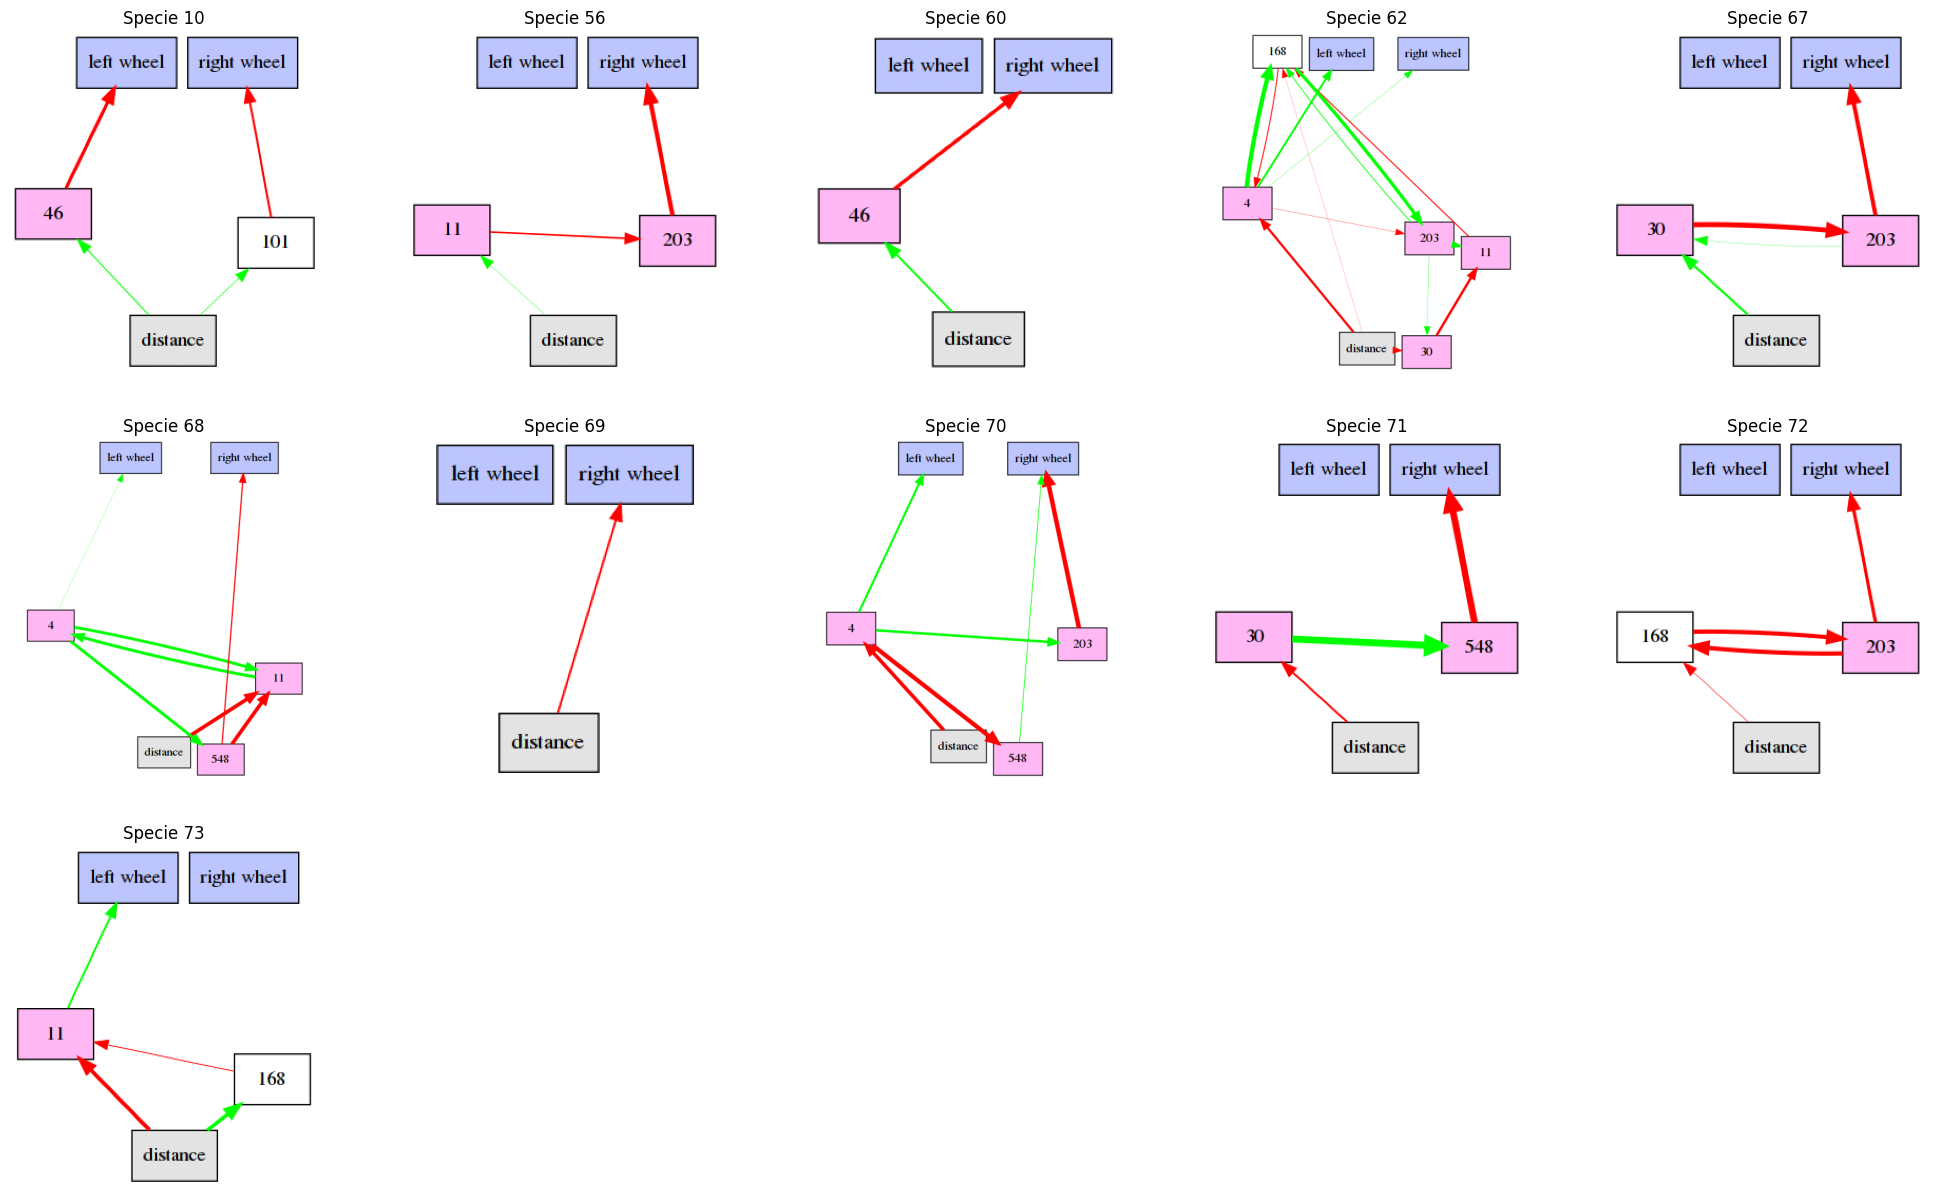 Specie 10
left wheel
right wheel
46
101
distance
Specie 56
left wheel
right wheel
11
203
distance
Specie 60
left wheel
right wheel
46
distance
Specie 62
168
left wheel
right wheel
4
203
11
distance
30
Specie 67
left wheel
right wheel
30
203
distance
Specie 68
left wheel
right wheel
4
11
distance
548
Specie 69
left wheel
right wheel
distance
Specie 70
left wheel
right wheel
4
203
distance
548
Specie 71
left wheel
right wheel
30
548
distance
Specie 72
left wheel
right wheel
168
203
distance
Specie 73
left wheel
right wheel
11
168
distance